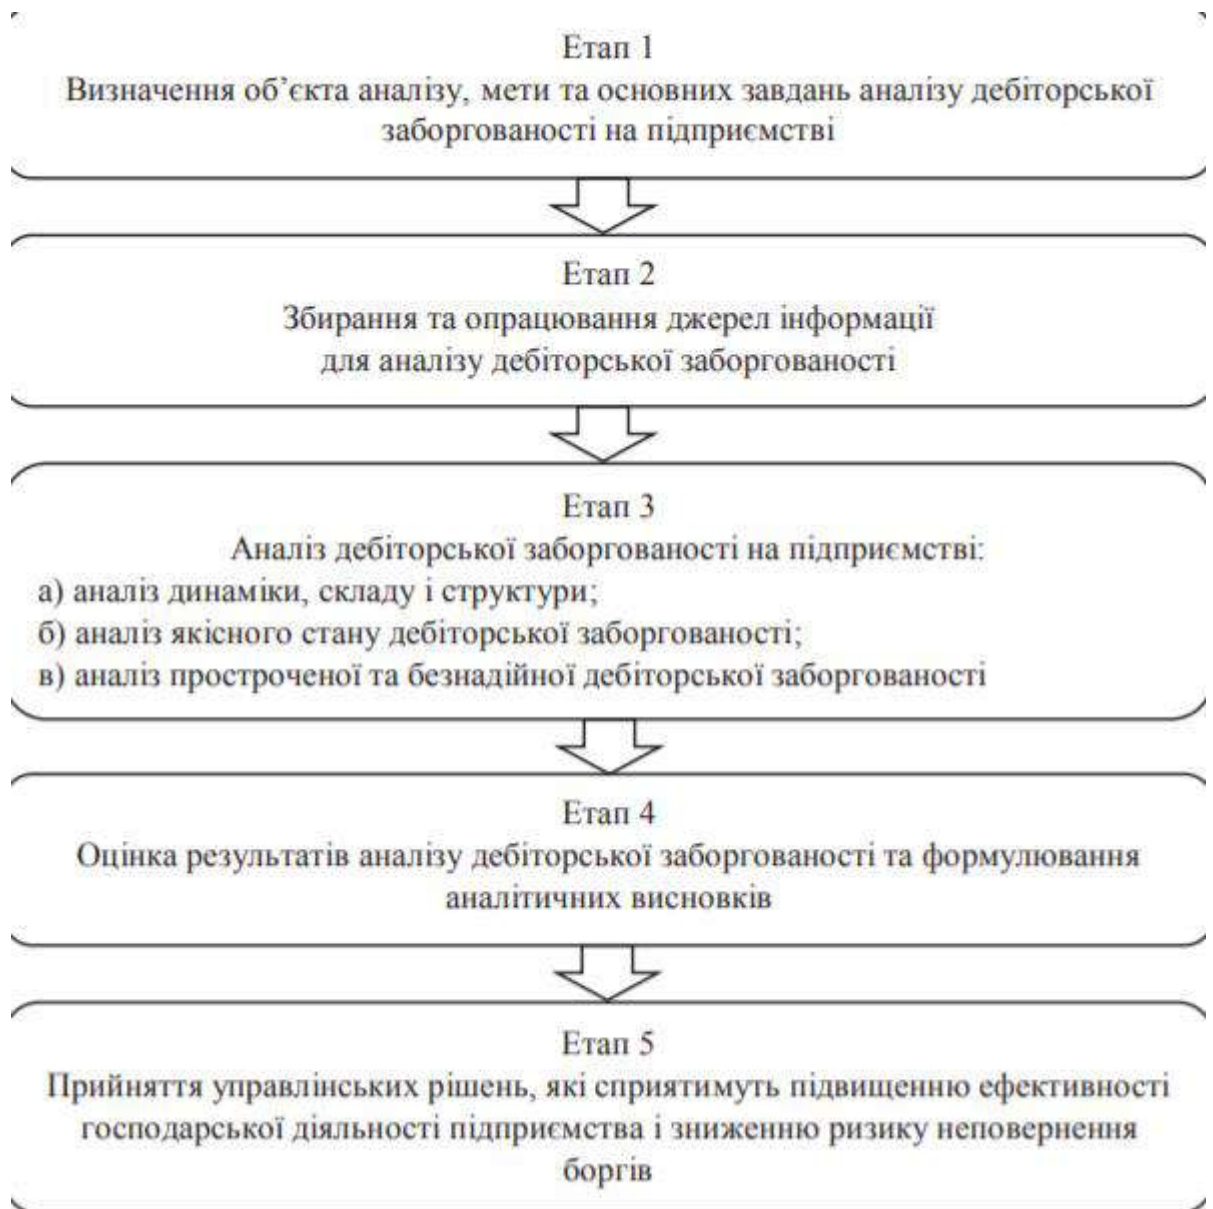 Етап 1
Визначення об’єкта аналізу, мети та основних завдань аналізу дебіторської
заборгованості на підприємстві
Етап 2
Збирання та опрацювання джерел інформації
для аналізу дебіторської заборгованості
Етап 3
Аналіз дебіторської заборгованості на підприємстві:
а) аналіз динаміки, складу і структури;
б) аналіз якісного стану дебіторської заборгованості;
в) аналіз простроченої та безнадійної дебіторської заборгованості
Етап 4
Оцінка результатів аналізу дебіторської заборгованості та формулювання
аналітичних висновків
Етап 5
Прийняття управлінських рішень, які сприятимуть підвищенню ефективності
господарської діяльності підприємства і зниженню ризику неповернення
боргів